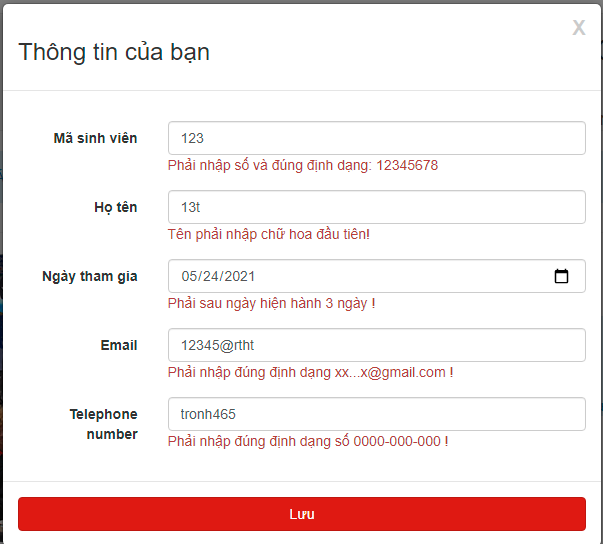 X
Thông tin của bạn
Mã sinh viên
123
Phải nhập số và đúng định dạng: 12345678
Họ tên
13t
Tên phải nhập chữ hoa đầu tiên!
Ngày tham gia
05/24/2021
Phải sau ngày hiện hành 3 ngày !
Email
12345@rtht
Phải nhập đúng định dạng xx...x@gmail.com !
Telephone
number
tronh465
Phải nhập đúng định dạng số 0000-000-000 !
Lưu